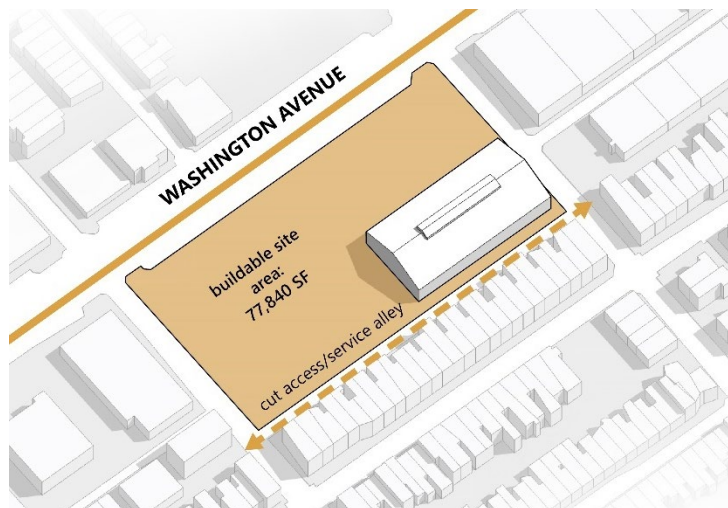 WASHINGTON AVENUE
buildable site
area:
77,840 SF
cut access/service alley